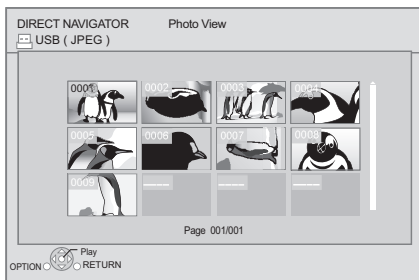 DIRECT NAVIGATOR Photo View
USB ( JPEG )
0001 0002 0003 0004
0005 0006 0007 0008
0009 ---- ---- ----
Page 001/001
Play
OPTION RETURN